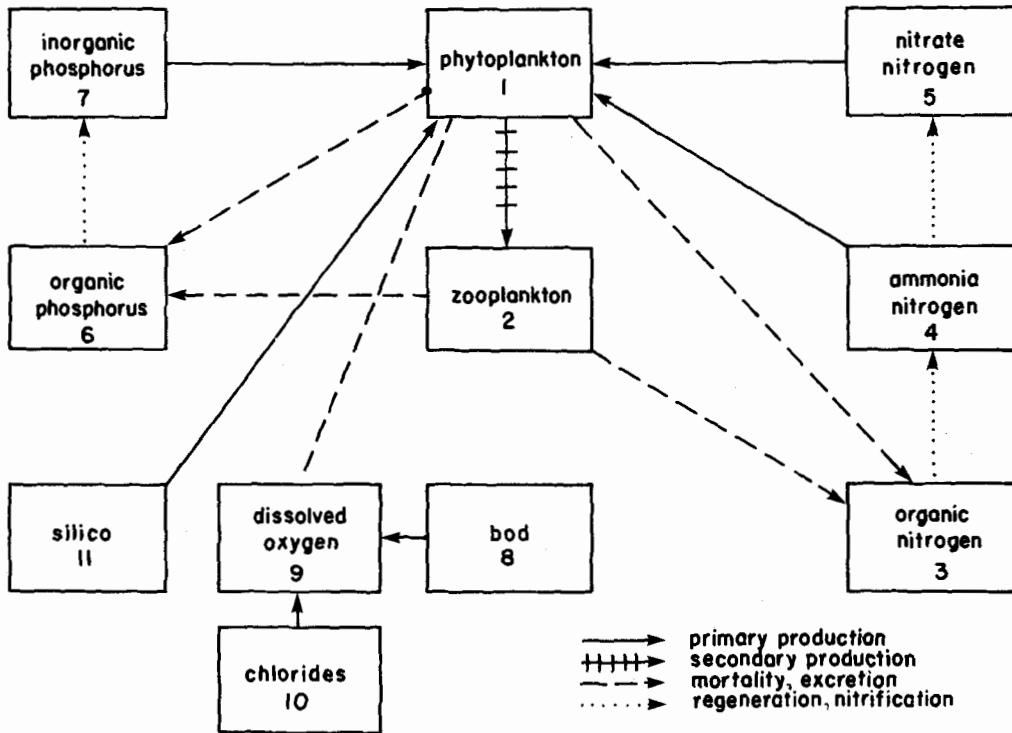 inorganic
phosphorus
7
phytoplankton
1
nitrate
nitrogen
5
organic
phosphorus
6
zooplankton
2
ammonia
nitrogen
4
silico
11
dissolved
oxygen
9
bod
8
organic
nitrogen
3
chlorides
10
primary production
secondary production
mortality, excretion
regeneration, nitrification